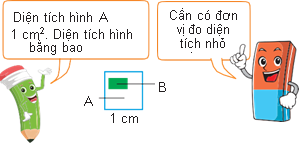 Diện tích hình A
1 cm². Diện tích hình
bằng bao
Cần có đơn
vị đo diện
tích nhỏ
A
B
1 cm